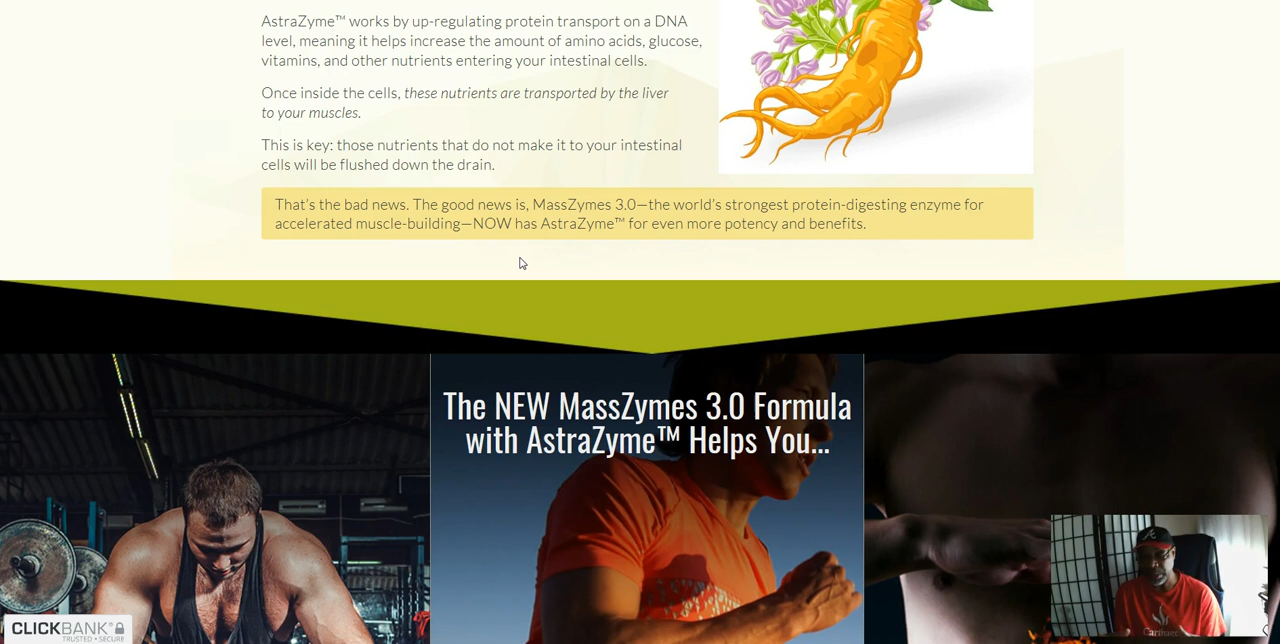 AstraZyme™ works by up-regulating protein transport on a DNA
level, meaning it helps increase the amount of amino acids, glucose,
vitamins, and other nutrients entering your intestinal cells.
Once inside the cells, these nutrients are transported by the liver
to your muscles.
This is key: those nutrients that do not make it to your intestinal
cells will be flushed down the drain.
That's the bad news. The good news is, MassZymes 3.0—the world's strongest protein-digesting enzyme for
accelerated muscle-building—NOW has AstraZyme™ for even more potency and benefits.
The NEW MassZymes 3.0 Formula
with AstraZyme™ Helps You...
CLICKBANK®
TRUSTED • SECURE